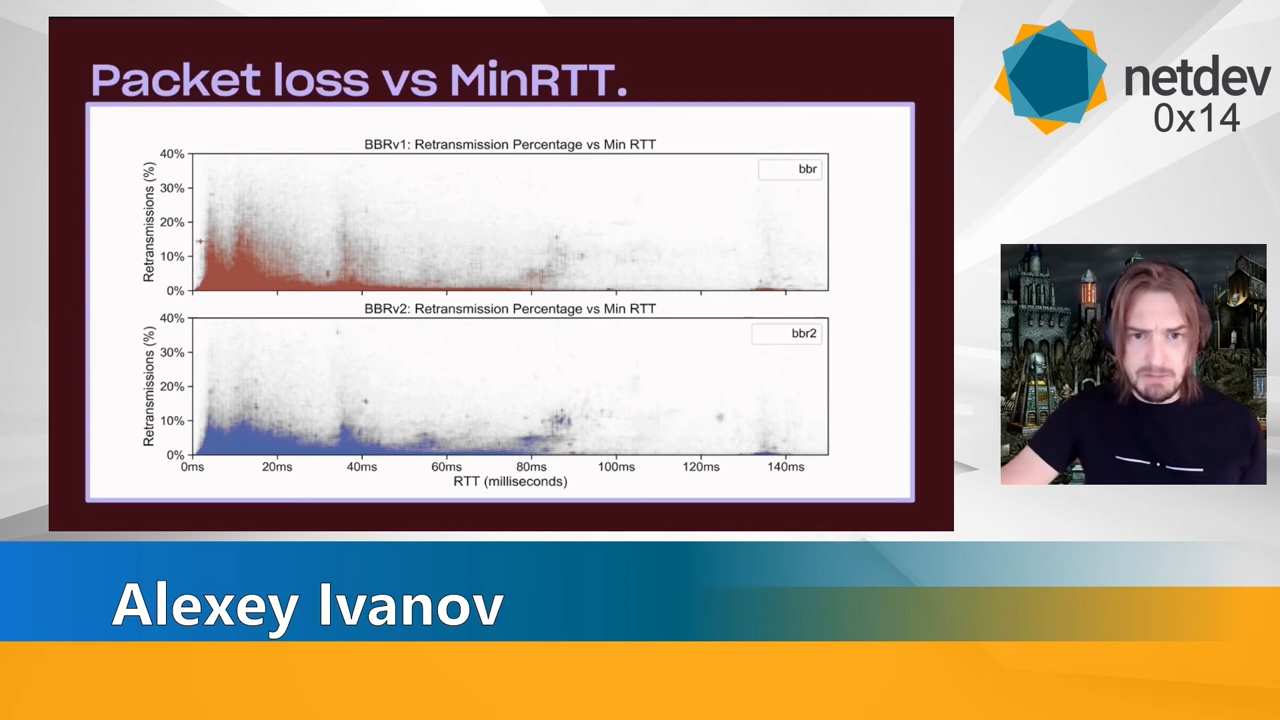 Packet loss vs MinRTT.
BBRv1: Retransmission Percentage vs Min RTT
40%
30%
20%
10%
0%
Retransmissions (%)
bbr
BBRv2: Retransmission Percentage vs Min RTT
40%
30%
20%
10%
0%
Retransmissions (%)
bbr2
0ms 20ms 40ms 60ms 80ms 100ms 120ms 140ms
RTT (milliseconds)
netdev
0x14
Alexey Ivanov